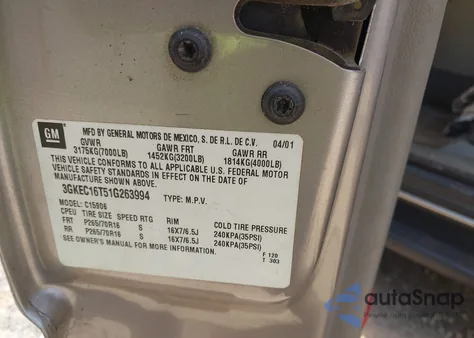 GM
MFD BY GENERAL MOTORS DE MEXICO, S. DE R.L. DE C.V. 04/01
GVWR GAWR FRT GAWR RR
3175KG(7000LB) 1452KG(3200LB) 1814KG(4000LB)
THIS VEHICLE CONFORMS TO ALL APPLICABLE U.S. FEDERAL MOTOR
VEHICLE SAFETY STANDARDS IN EFFECT ON THE DATE OF
MANUFACTURE SHOWN ABOVE.
3GKEC16T51G263994 TYPE: M.P.V.
MODEL: C15906
CPEU TIRE SIZE SPEED RTG RIM COLD TIRE PRESSURE
FRT P265/70R16 S 16X7/6.5J 240KPA(35PSI)
RR P265/70R16 S 16X7/6.5J 240KPA(35PSI)
SEE OWNER'S MANUAL FOR MORE INFORMATION.
F 120
T 303
autoSnap